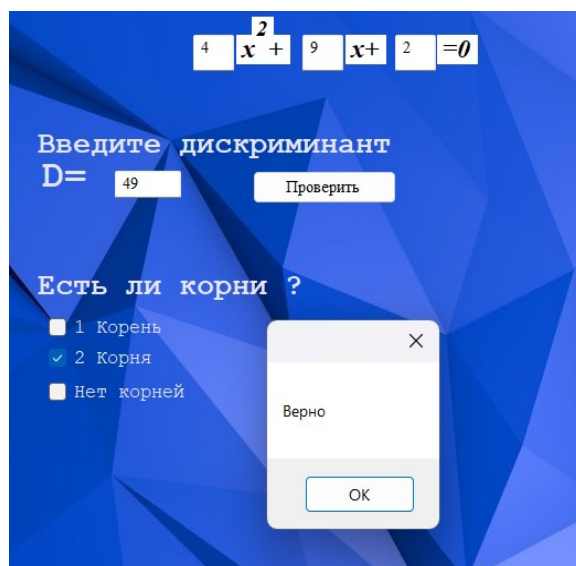 4 x² + 9 x+ 2 =0
Введите дискриминант
D= 49 Проверить
Есть ли корни ?
1 Корень
2 Корня
Нет корней
Верно
OK